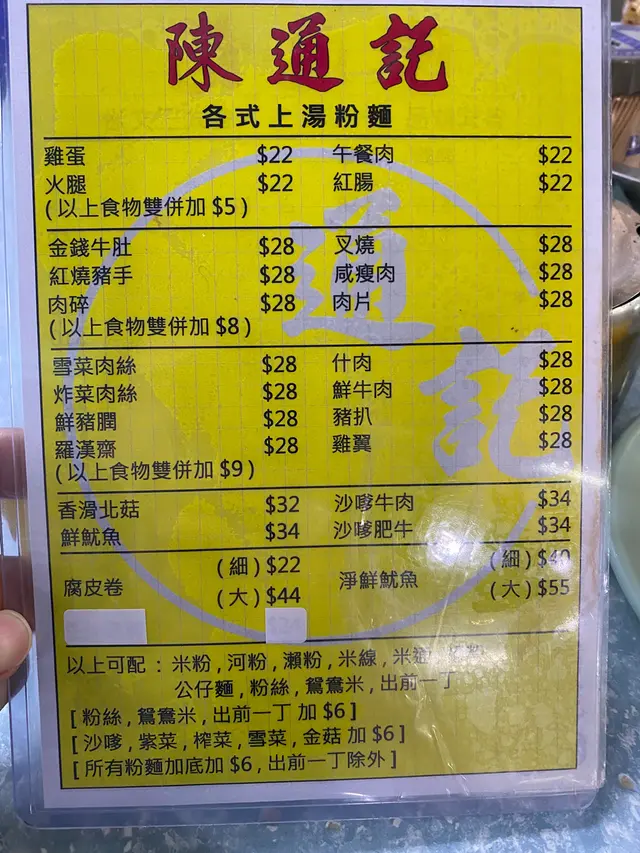 陳通記
各式上湯粉麵
雞蛋 $22 午餐肉 $22
火腿 $22 紅腸 $22
(以上食物雙併加 $5)
金錢牛肚 $28 叉燒 $28
紅燒豬手 $28 咸瘦肉 $28
肉碎 $28 肉片 $28
(以上食物雙併加 $8)
雪菜肉絲 $28 什肉 $28
炸菜肉絲 $28 鮮牛肉 $28
鮮豬膶 $28 豬扒 $28
羅漢齋 $28 雞翼 $28
(以上食物雙併加 $9)
香滑北菇 $32 沙嗲牛肉 $34
鮮魷魚 $34 沙嗲肥牛 $34
腐皮卷 (細) $22 淨鮮魷魚 (細) $40
(大) $44 (大) $55
以上可配 : 米粉 , 河粉 , 瀨粉 , 米線 , 米通 ,
公仔麵 , 粉絲 , 鴛鴦米 , 出前一丁
[ 粉絲 , 鴛鴦米 , 出前一丁 加 $6 ]
[ 沙嗲 , 紫菜 , 榨菜 , 雪菜 , 金菇 加 $6 ]
[ 所有粉麵加底加 $6 , 出前一丁除外 ]
通記